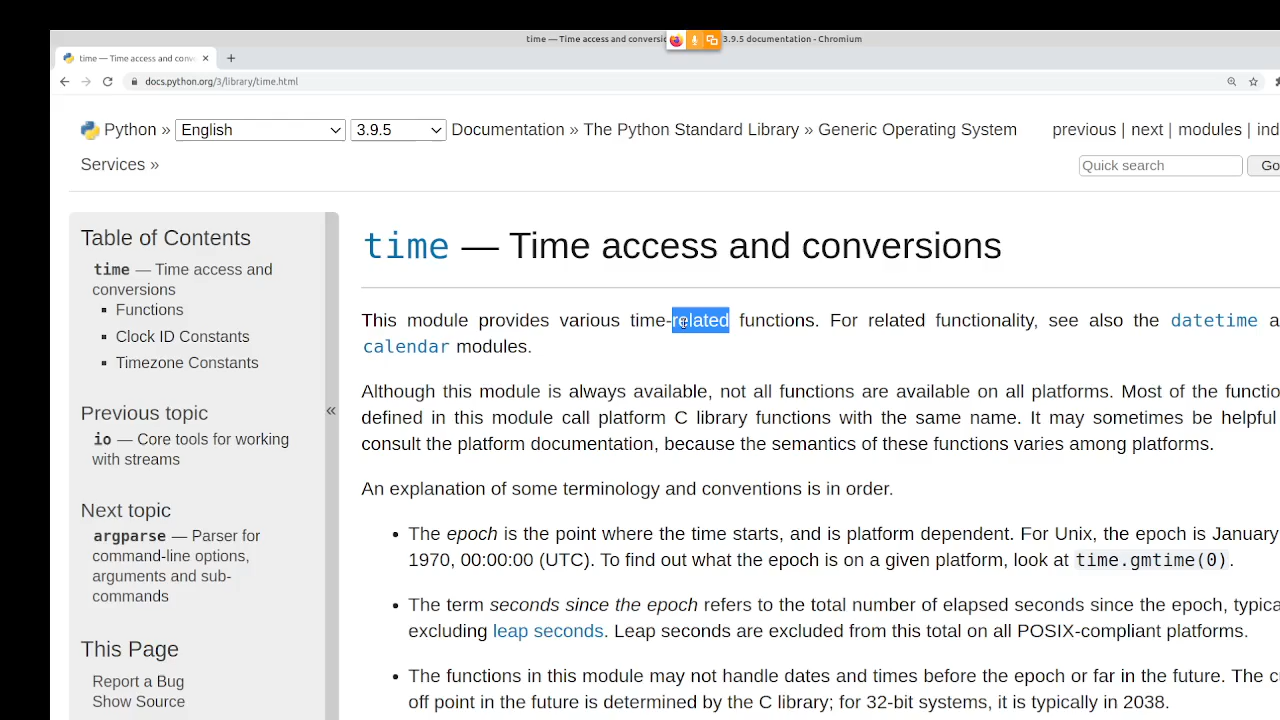 time — Time access and conversic 3.9.5 documentation - Chromium
time — Time access and conv
docs.python.org/3/library/time.html
Python » English 3.9.5 Documentation » The Python Standard Library » Generic Operating System
Services »
previous | next | modules | ind
Quick search Go
Table of Contents
time — Time access and
conversions
Functions
Clock ID Constants
Timezone Constants
Previous topic
io — Core tools for working
with streams
Next topic
argparse — Parser for
command-line options,
arguments and sub-
commands
This Page
Report a Bug
Show Source
«
time — Time access and conversions
This module provides various time-related functions. For related functionality, see also the datetime a
calendar modules.
Although this module is always available, not all functions are available on all platforms. Most of the functio
defined in this module call platform C library functions with the same name. It may sometimes be helpful
consult the platform documentation, because the semantics of these functions varies among platforms.
An explanation of some terminology and conventions is in order.
• The epoch is the point where the time starts, and is platform dependent. For Unix, the epoch is January
1970, 00:00:00 (UTC). To find out what the epoch is on a given platform, look at time.gmtime(0).
• The term seconds since the epoch refers to the total number of elapsed seconds since the epoch, typica
excluding leap seconds. Leap seconds are excluded from this total on all POSIX-compliant platforms.
• The functions in this module may not handle dates and times before the epoch or far in the future. The c
off point in the future is determined by the C library; for 32-bit systems, it is typically in 2038.